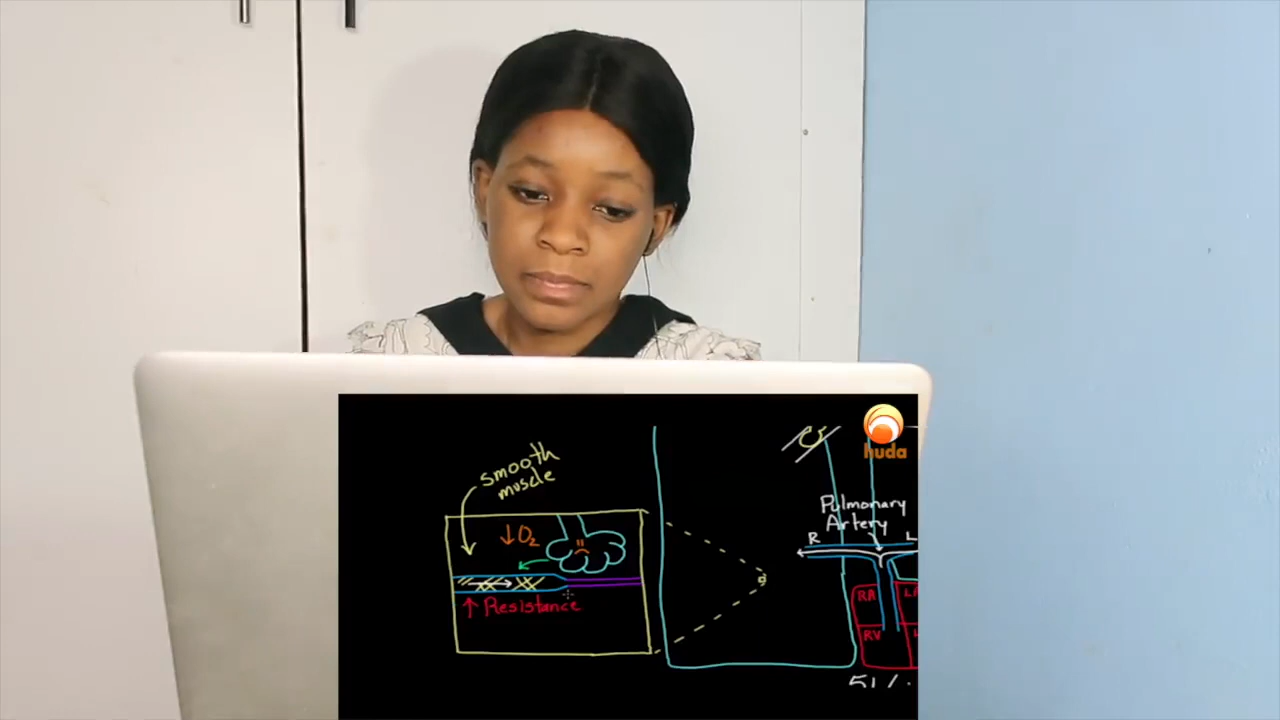 huda
smooth
muscle
↓O₂
Pulmonary
Artery
R
L
↑ Resistance
RA
RV